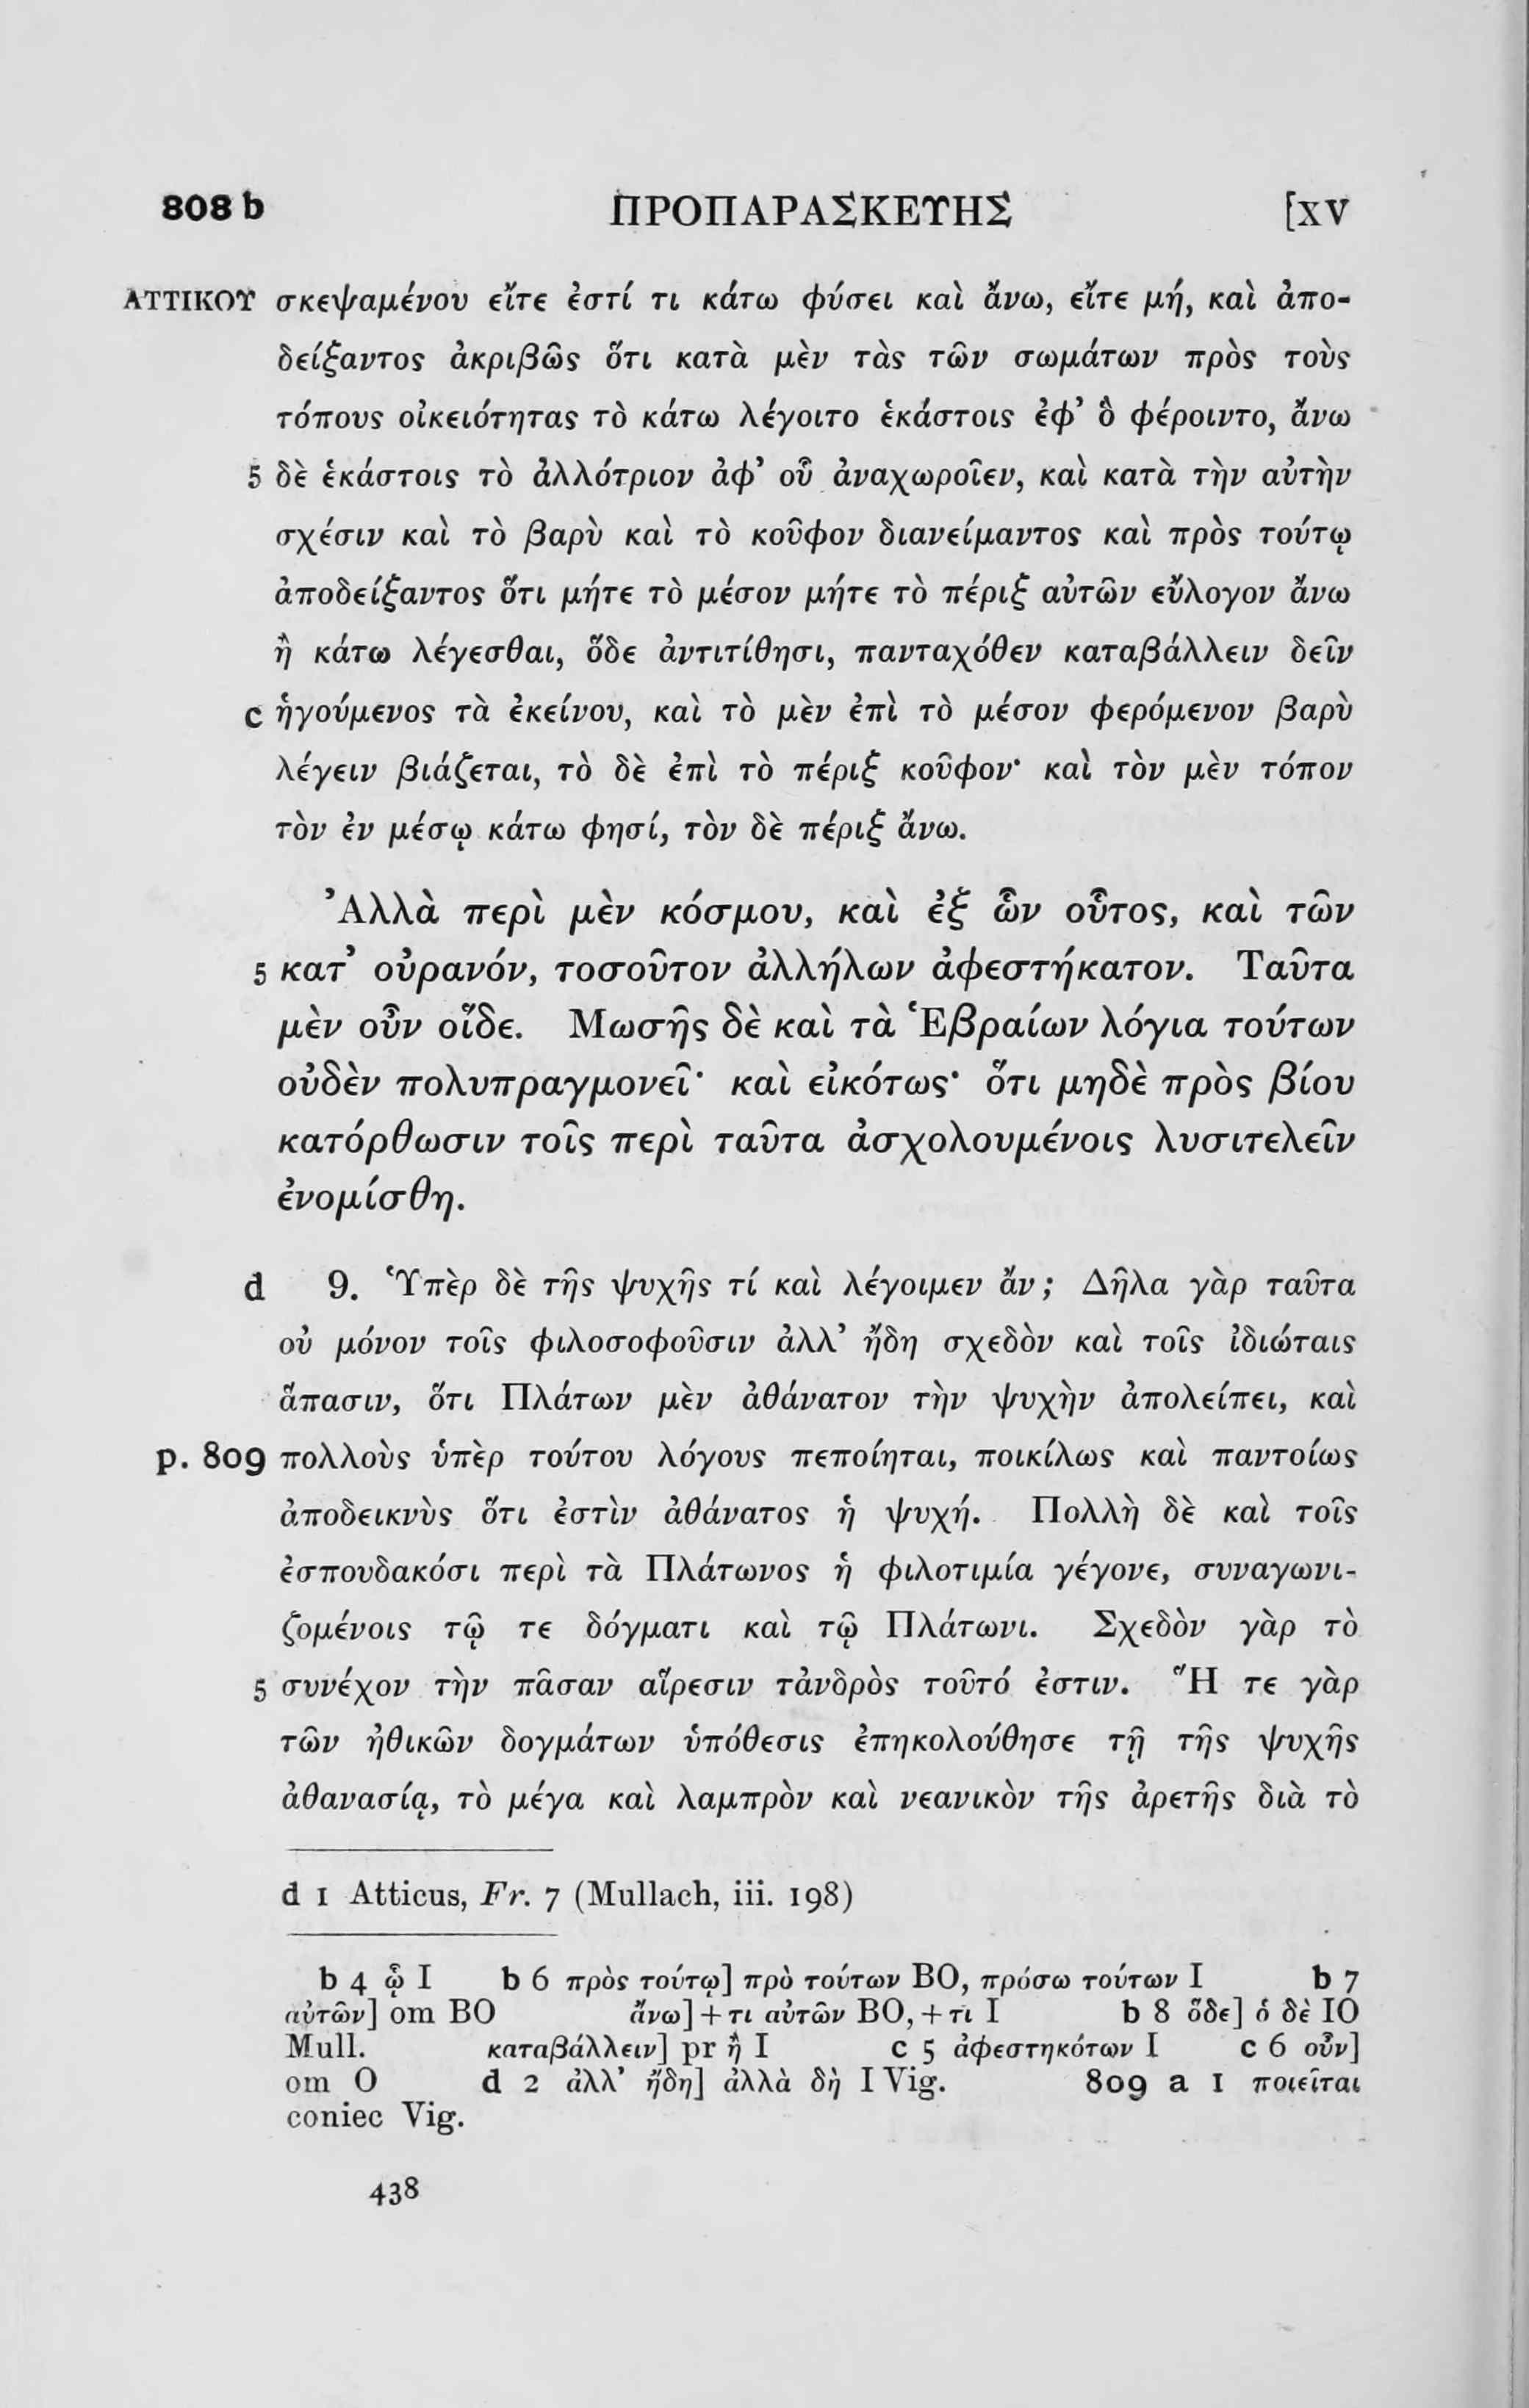 808 b ΠΡΟΠΑΡΑΣΚΕΥΗΣ [XV
ΑΤΤΙΚΟΥ σκεψαμένου εἴτε ἐστί τι κάτω φύσει καὶ ἄνω, εἴτε μή, καὶ ἀπο-
δείξαντος ἀκριβῶς ὅτι κατὰ μὲν τὰς τῶν σωμάτων πρὸς τοὺς
τόπους οἰκειότητας τὸ κάτω λέγοιτο ἑκάστοις ἐφ’ ὃ φέροιντο, ἄνω
5 δὲ ἑκάστοις τὸ ἀλλότριον ἀφ’ οὗ ἀναχωροῖεν, καὶ κατὰ τὴν αὐτὴν
σχέσιν καὶ τὸ βαρὺ καὶ τὸ κοῦφον διανείμαντος καὶ πρὸς τούτῳ
ἀποδείξαντος ὅτι μήτε τὸ μέσον μήτε τὸ πέριξ αὐτῶν εὔλογον ἄνω
ἢ κάτω λέγεσθαι, ὅδε ἀντιτίθησι, πανταχόθεν καταβάλλειν δεῖν
c ἡγούμενος τὰ ἐκείνου, καὶ τὸ μὲν ἐπὶ τὸ μέσον φερόμενον βαρὺ
λέγειν βιάζεται, τὸ δὲ ἐπὶ τὸ πέριξ κοῦφον· καὶ τὸν μὲν τόπον
τὸν ἐν μέσῳ κάτω φησί, τὸν δὲ πέριξ ἄνω.
Ἀλλὰ περὶ μὲν κόσμου, καὶ ἐξ ὧν οὗτος, καὶ τῶν
5 κατ’ οὐρανόν, τοσοῦτον ἀλλήλων ἀφεστήκατον. Ταῦτα
μὲν οὖν οἵδε. Μωσῆς δὲ καὶ τὰ Ἑβραίων λόγια τούτων
οὐδὲν πολυπραγμονεῖ· καὶ εἰκότως· ὅτι μηδὲ πρὸς βίου
κατόρθωσιν τοῖς περὶ ταῦτα ἀσχολουμένοις λυσιτελεῖν
ἐνομίσθη.
d 9. Ὑπὲρ δὲ τῆς ψυχῆς τί καὶ λέγοιμεν ἄν; Δῆλα γὰρ ταῦτα
οὐ μόνον τοῖς φιλοσοφοῦσιν ἀλλ’ ἤδη σχεδὸν καὶ τοῖς ἰδιώταις
ἅπασιν, ὅτι Πλάτων μὲν ἀθάνατον τὴν ψυχὴν ἀπολείπει, καὶ
p. 809 πολλοὺς ὑπὲρ τούτου λόγους πεποίηται, ποικίλως καὶ παντοίως
ἀποδεικνὺς ὅτι ἐστὶν ἀθάνατος ἡ ψυχή. Πολλὴ δὲ καὶ τοῖς
ἐσπουδακόσι περὶ τὰ Πλάτωνος ἡ φιλοτιμία γέγονε, συναγωνι-
ζομένοις τῷ τε δόγματι καὶ τῷ Πλάτωνι. Σχεδὸν γὰρ τὸ
5 συνέχον τὴν πᾶσαν αἵρεσιν τἀνδρὸς τοῦτό ἐστιν. Ἥ τε γὰρ
τῶν ἠθικῶν δογμάτων ὑπόθεσις ἐπηκολούθησε τῇ τῆς ψυχῆς
ἀθανασίᾳ, τὸ μέγα καὶ λαμπρὸν καὶ νεανικὸν τῆς ἀρετῆς διὰ τὸ
d 1 Atticus, Fr. 7 (Mullach, iii. 198)
b 4 ᾧ I b 6 πρὸς τούτῳ] πρὸ τούτων BO, πρόσω τούτων I b 7
αὐτῶν] om BO ἄνω] + τι αὐτῶν BO, + τι I b 8 ὅδε] ὁ δὲ IO
Mull. καταβάλλειν] pr ἢ I c 5 ἀφεστηκότων I c 6 οὖν]
om O d 2 ἀλλ’ ἤδη] ἀλλὰ δὴ I Vig. 809 a 1 ποιεῖται
coniec Vig.
438